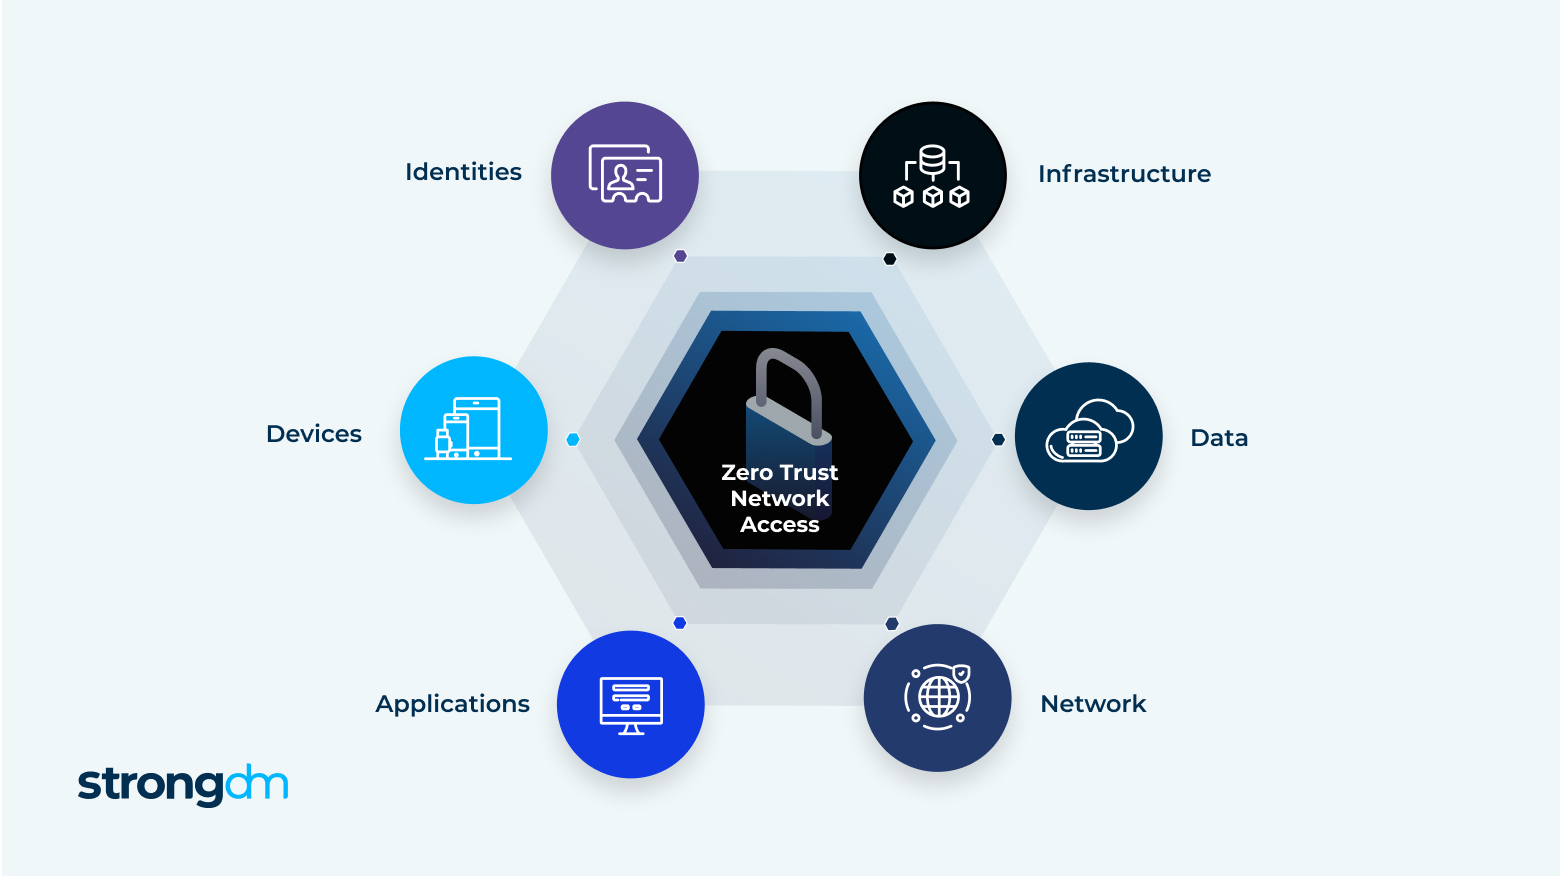 Identities
Infrastructure
Devices
Zero Trust
Network
Access
Data
Applications
Network
strongdm